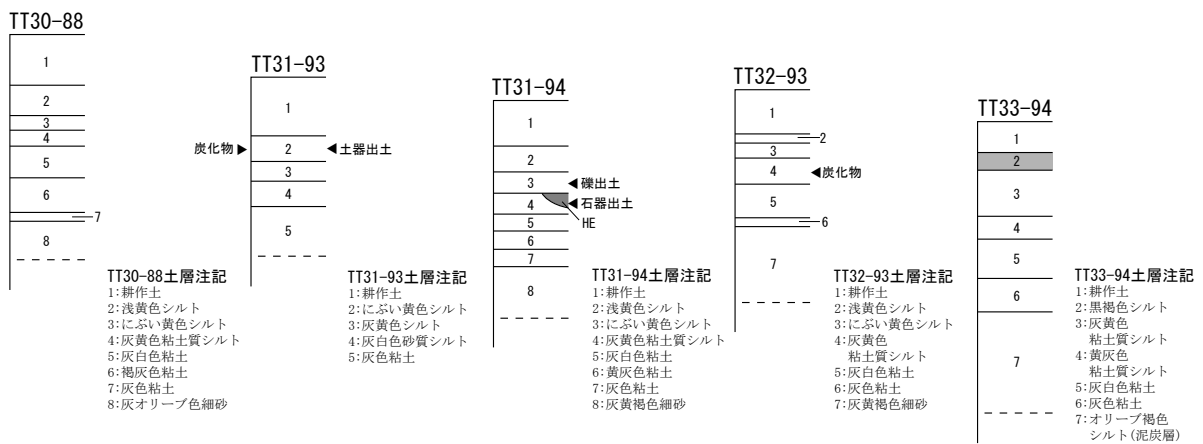 TT30-88
1
2
3
4
5
6
7
8
TT30-88土層注記
1:耕作土
2:浅黄色シルト
3:にぶい黄色シルト
4:灰黄色粘土質シルト
5:灰白色粘土
6:褐灰色粘土
7:灰色粘土
8:灰オリーブ色細砂
TT31-93
1
炭化物
2
土器出土
3
4
5
TT31-93土層注記
1:耕作土
2:にぶい黄色シルト
3:灰黄色シルト
4:灰白色砂質シルト
5:灰色粘土
TT31-94
1
2
3
礫出土
4
石器出土
HE
5
6
7
8
TT31-94土層注記
1:耕作土
2:浅黄色シルト
3:にぶい黄色シルト
4:灰黄色粘土質シルト
5:灰白色粘土
6:黄灰色粘土
7:灰色粘土
8:灰黄褐色細砂
TT32-93
1
2
3
4
炭化物
5
6
7
TT32-93土層注記
1:耕作土
2:浅黄色シルト
3:にぶい黄色シルト
4:灰黄色
粘土質シルト
5:灰白色粘土
6:灰色粘土
7:灰黄褐色細砂
TT33-94
1
2
3
4
5
6
7
TT33-94土層注記
1:耕作土
2:黒褐色シルト
3:灰黄色
粘土質シルト
4:黄灰色
粘土質シルト
5:灰白色粘土
6:灰色粘土
7:オリーブ褐色
シルト(泥炭層)